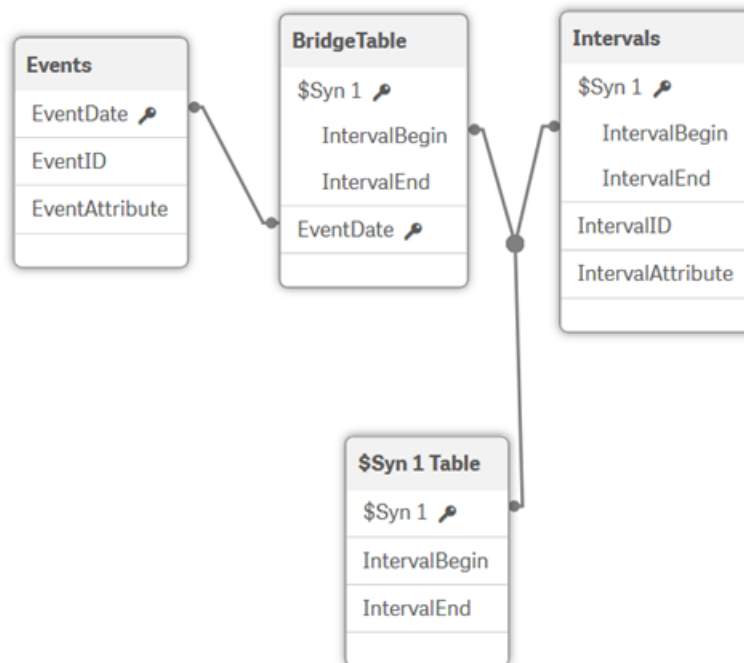 Events
EventDate
EventID
EventAttribute
BridgeTable
$Syn 1
IntervalBegin
IntervalEnd
EventDate
Intervals
$Syn 1
IntervalBegin
IntervalEnd
IntervalID
IntervalAttribute
$Syn 1 Table
$Syn 1
IntervalBegin
IntervalEnd